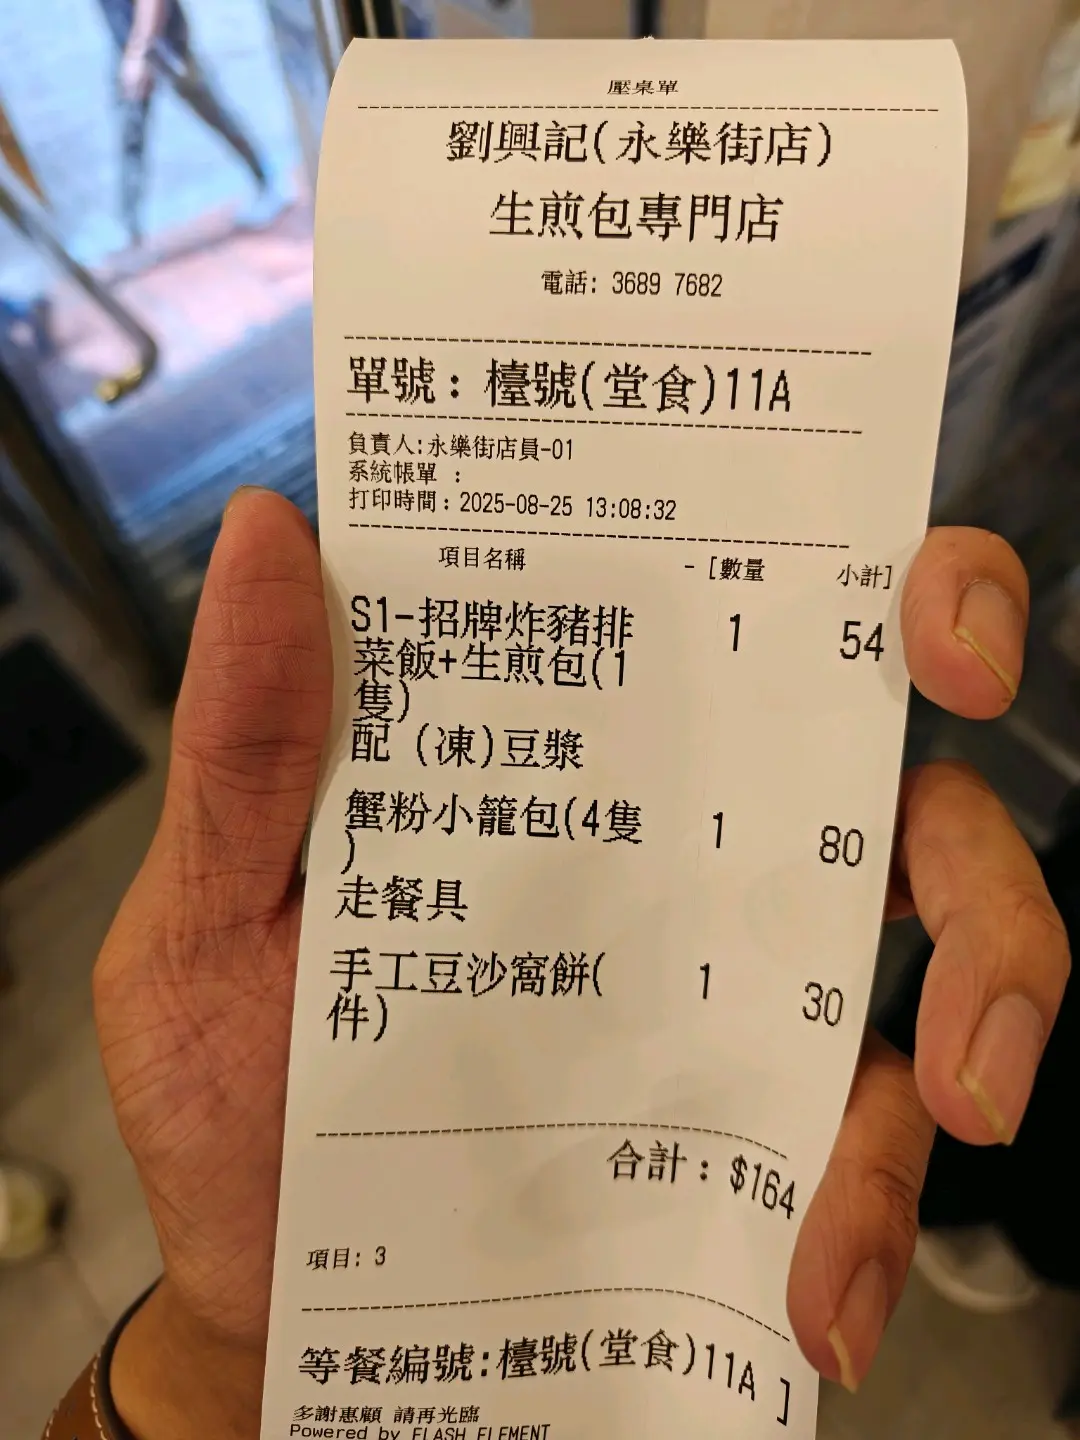 壓桌單
劉興記(永樂街店)
生煎包專門店
電話: 3689 7682
單號: 檯號(堂食)11A
負責人:永樂街店員-01
系統帳單 :
打印時間: 2025-08-25 13:08:32
項目名稱 - [數量 小計]
S1-招牌炸豬排 1 54
菜飯+生煎包(1
隻)
配 (凍)豆漿
蟹粉小籠包(4隻 1 80
)
走餐具
手工豆沙窩餅( 1 30
件)
合計: $164
項目: 3
等餐編號:檯號(堂食)11A ]
多謝惠顧 請再光臨
Powered by FLASH ELEMENT